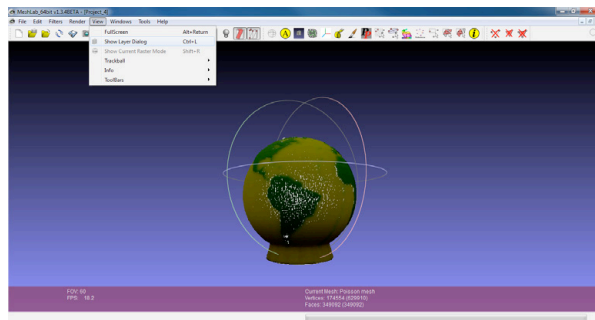 MeshLab_64bit v1.3.4BETA - [Project_4]
File Edit Filters Render View Windows Tools Help
FullScreen Alt+Return
Show Layer Dialog Ctrl+L
Show Current Raster Mode Shift+R
Trackball
Info
ToolBars
FOV: 60
FPS: 18.2
Current Mesh: Poisson mesh
Vertices: 174554 (629910)
Faces: 349092 (349092)